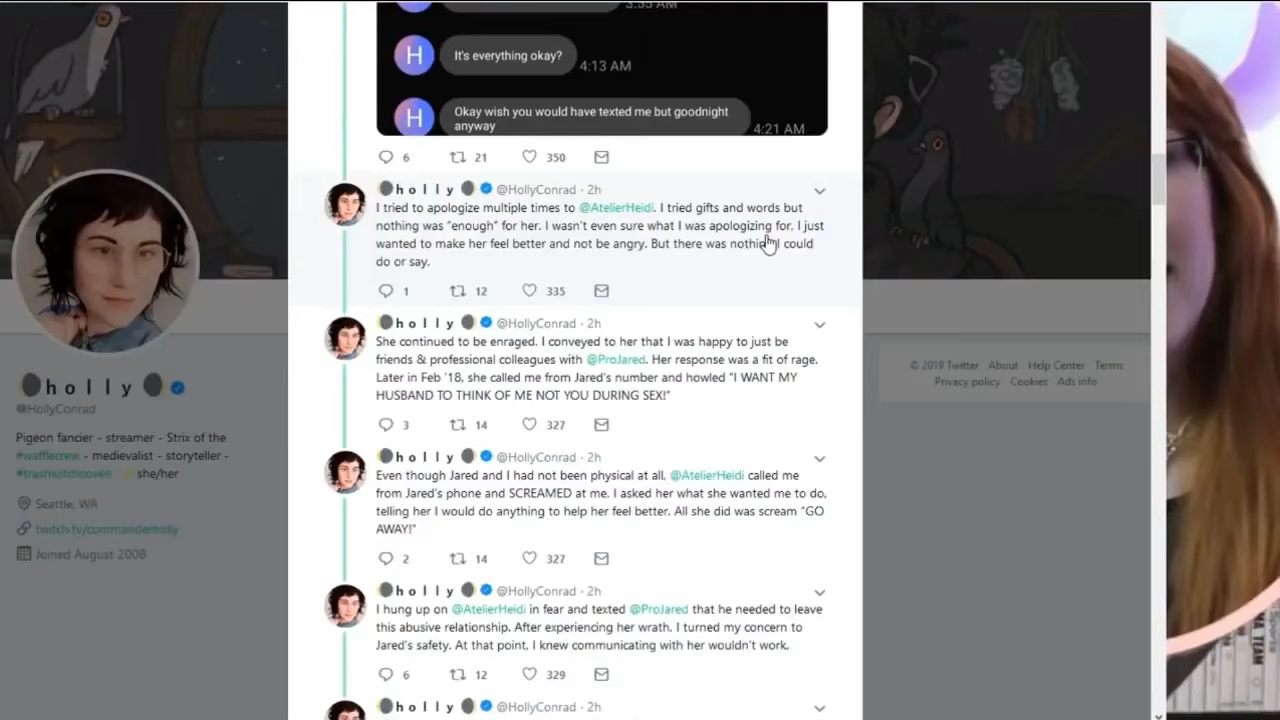 3:55 AM
H It's everything okay?
4:13 AM
H Okay wish you would have texted me but goodnight
anyway
4:21 AM
6 21 350
holly @HollyConrad · 2h
I tried to apologize multiple times to @AtelierHeidi. I tried gifts and words but
nothing was "enough" for her. I wasn't even sure what I was apologizing for, I just
wanted to make her feel better and not be angry. But there was nothing I could
do or say.
1 12 335
holly @HollyConrad · 2h
She continued to be enraged. I conveyed to her that I was happy to just be
friends & professional colleagues with @ProJared. Her response was a fit of rage.
Later in Feb '18, she called me from Jared's number and howled "I WANT MY
HUSBAND TO THINK OF ME NOT YOU DURING SEX!"
3 14 327
holly @HollyConrad · 2h
Even though Jared and I had not been physical at all, @AtelierHeidi called me
from Jared's phone and SCREAMED at me. I asked her what she wanted me to do,
telling her I would do anything to help her feel better. All she did was scream "GO
AWAY!"
2 14 327
holly @HollyConrad · 2h
I hung up on @AtelierHeidi in fear and texted @ProJared that he needed to leave
this abusive relationship. After experiencing her wrath, I turned my concern to
Jared's safety. At that point, I knew communicating with her wouldn't work.
6 12 329
holly @HollyConrad · 2h
holly
@HollyConrad
Pigeon fancier - streamer - Strix of the
#wafflecrew - medievalist - storyteller -
#trashwitchcoven she/her
Seattle, WA
twitch.tv/commanderholly
Joined August 2008
© 2019 Twitter About Help Center Terms
Privacy policy Cookies Ads info